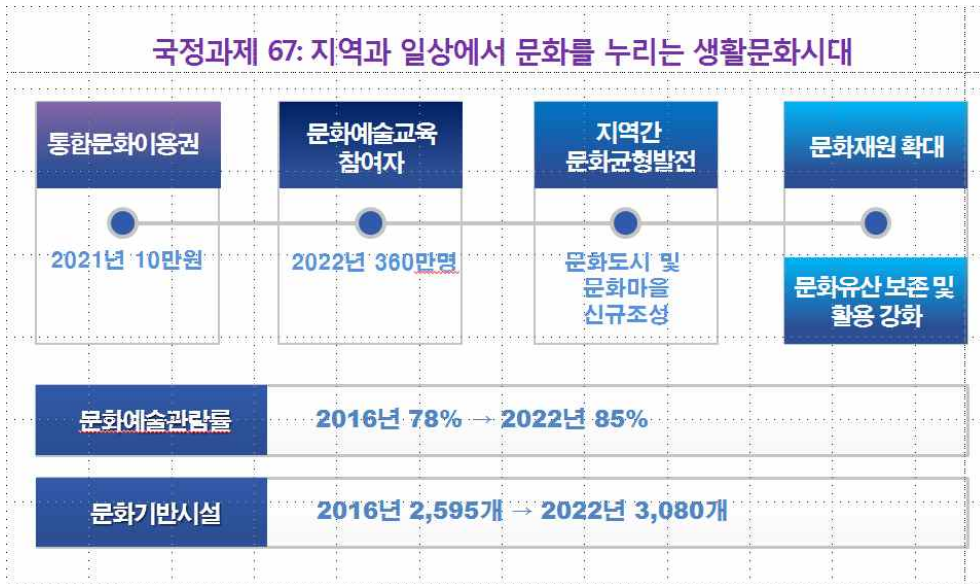 국정과제 67: 지역과 일상에서 문화를 누리는 생활문화시대
통합문화이용권
2021년 10만원
문화예술교육
참여자
2022년 360만명
지역간
문화균형발전
문화도시 및
문화마을
신규조성
문화재원 확대
문화유산 보존 및
활용 강화
문화예술관람률
2016년 78% → 2022년 85%
문화기반시설
2016년 2,595개 → 2022년 3,080개